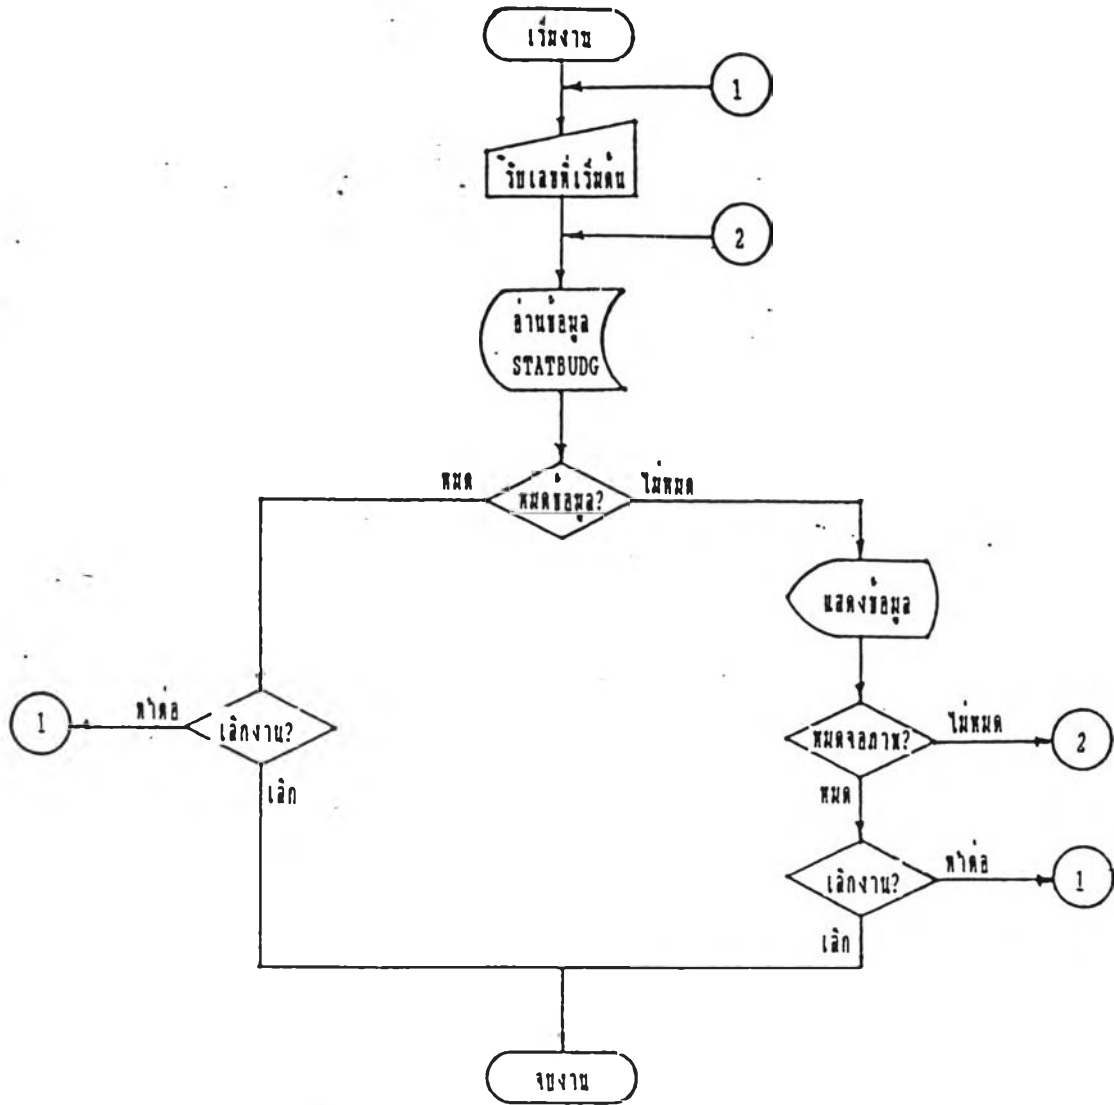 เริ่มงาน
1
รับเลขที่เริ่มต้น
2
อ่านข้อมูล
STATBUDG
หมด
ไม่หมด
หมดข้อมูล?
แสดงข้อมูล
1
ทำต่อ
เลิกงาน?
เลิก
หมดจอภาพ?
ไม่หมด
2
หมด
เลิกงาน?
ทำต่อ
1
เลิก
จบงาน